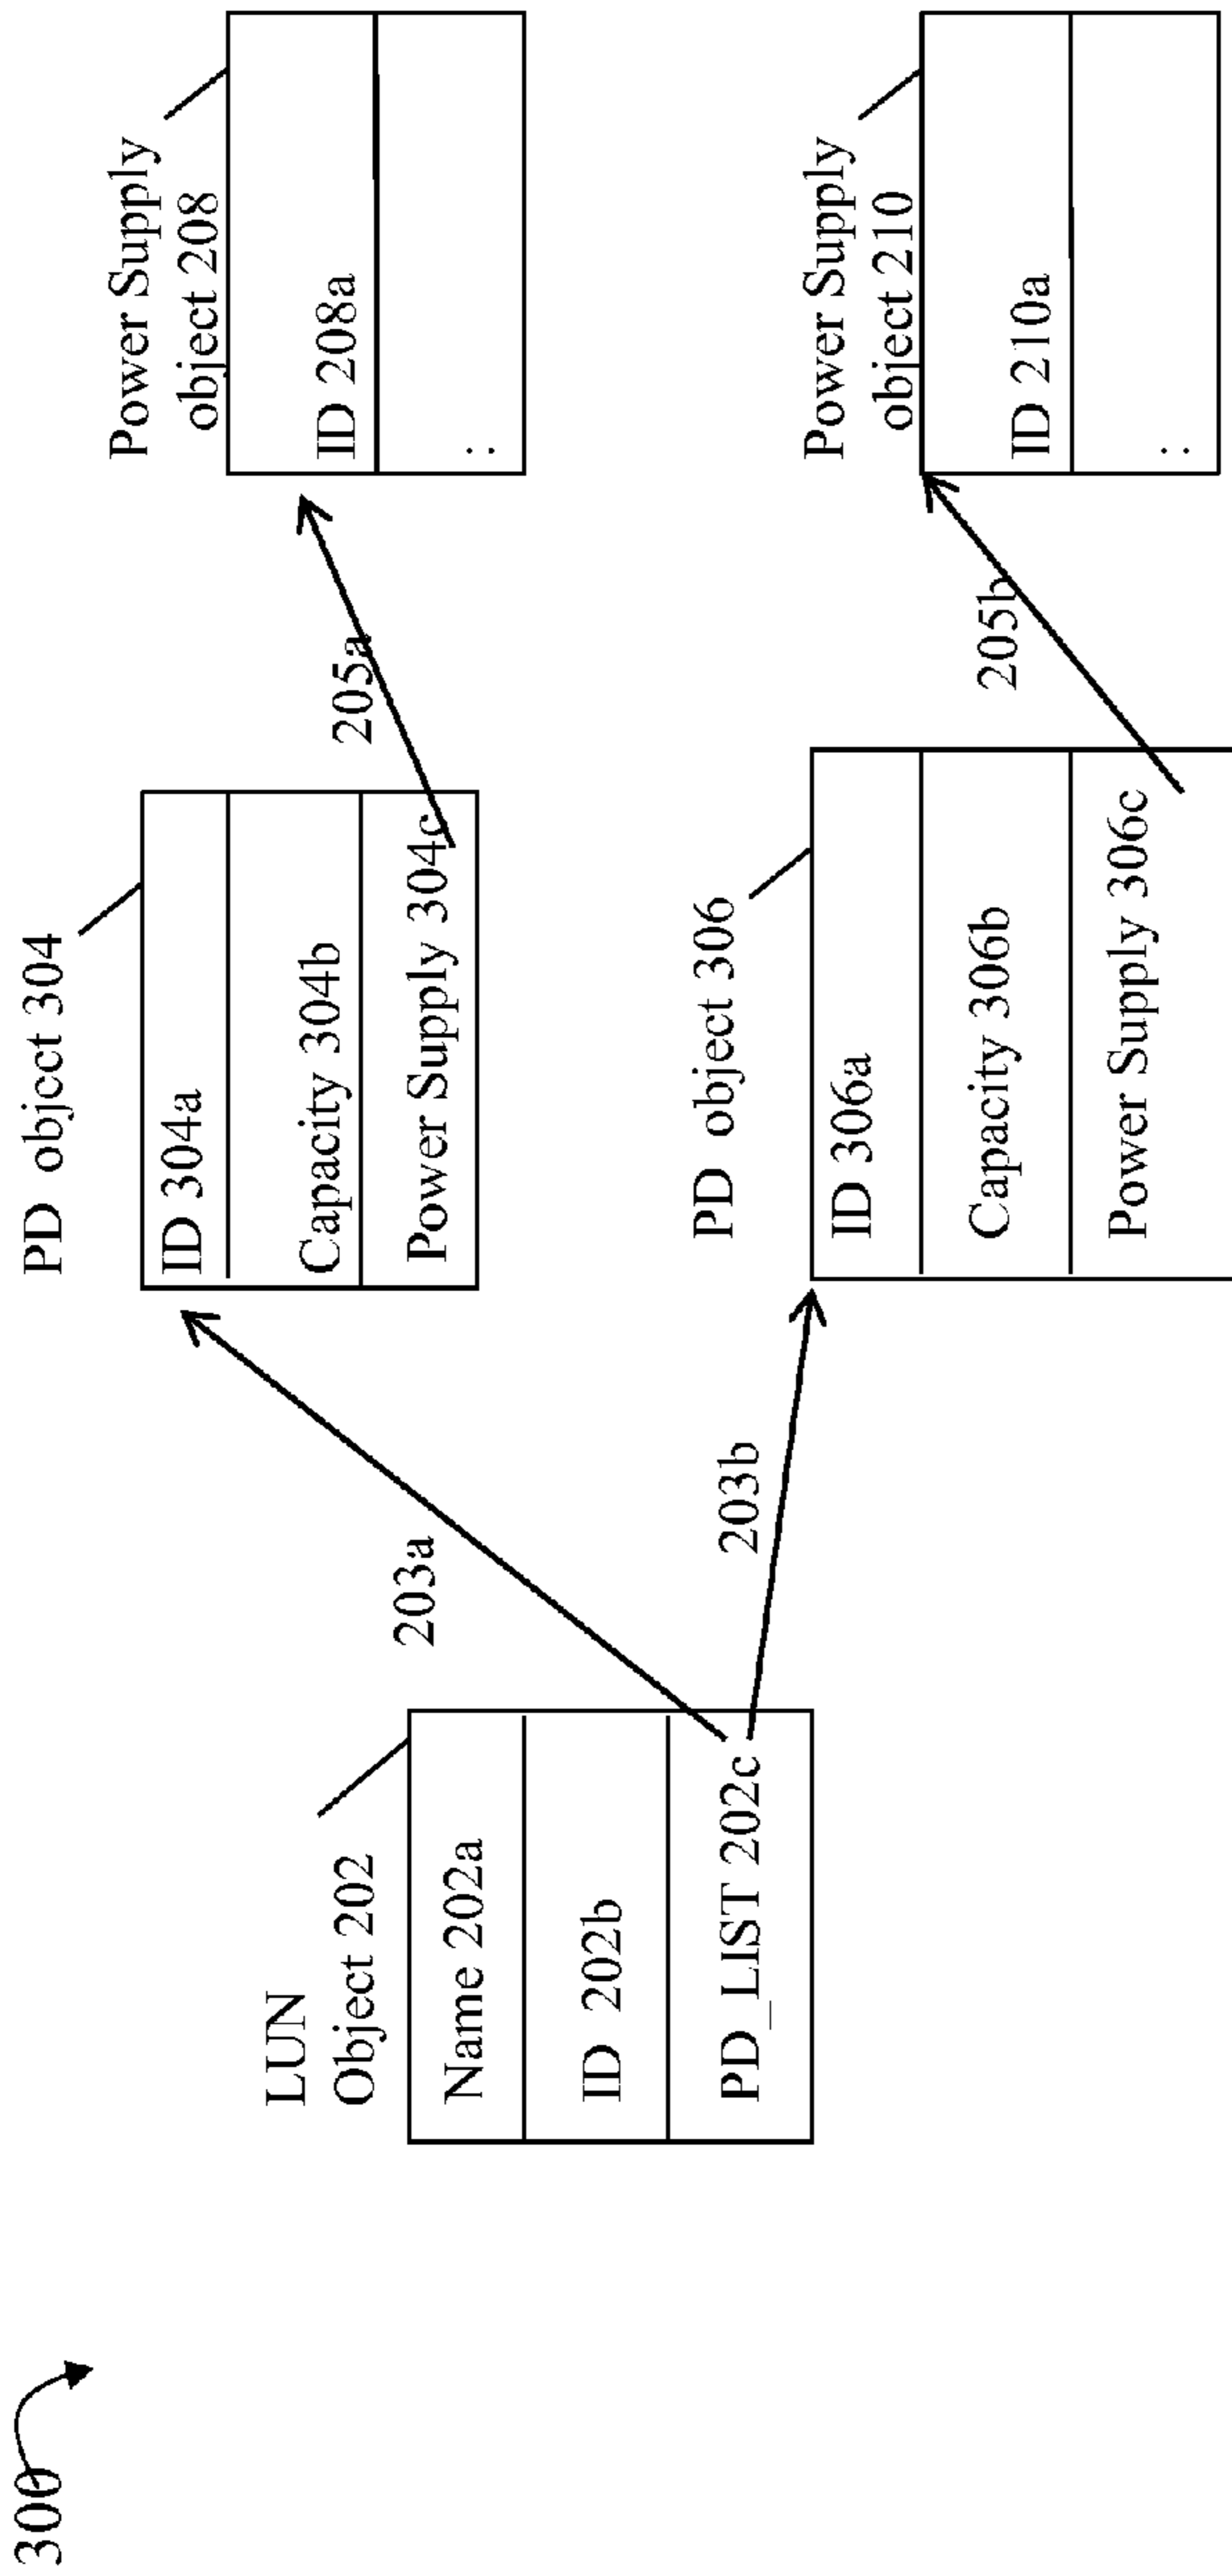 300
LUN
Object 202
Name 202a
ID 202b
PD_LIST 202c
203a
203b
PD object 304
ID 304a
Capacity 304b
Power Supply 304c
205a
Power Supply
object 208
ID 208a
:
PD object 306
ID 306a
Capacity 306b
Power Supply 306c
205b
Power Supply
object 210
ID 210a
: